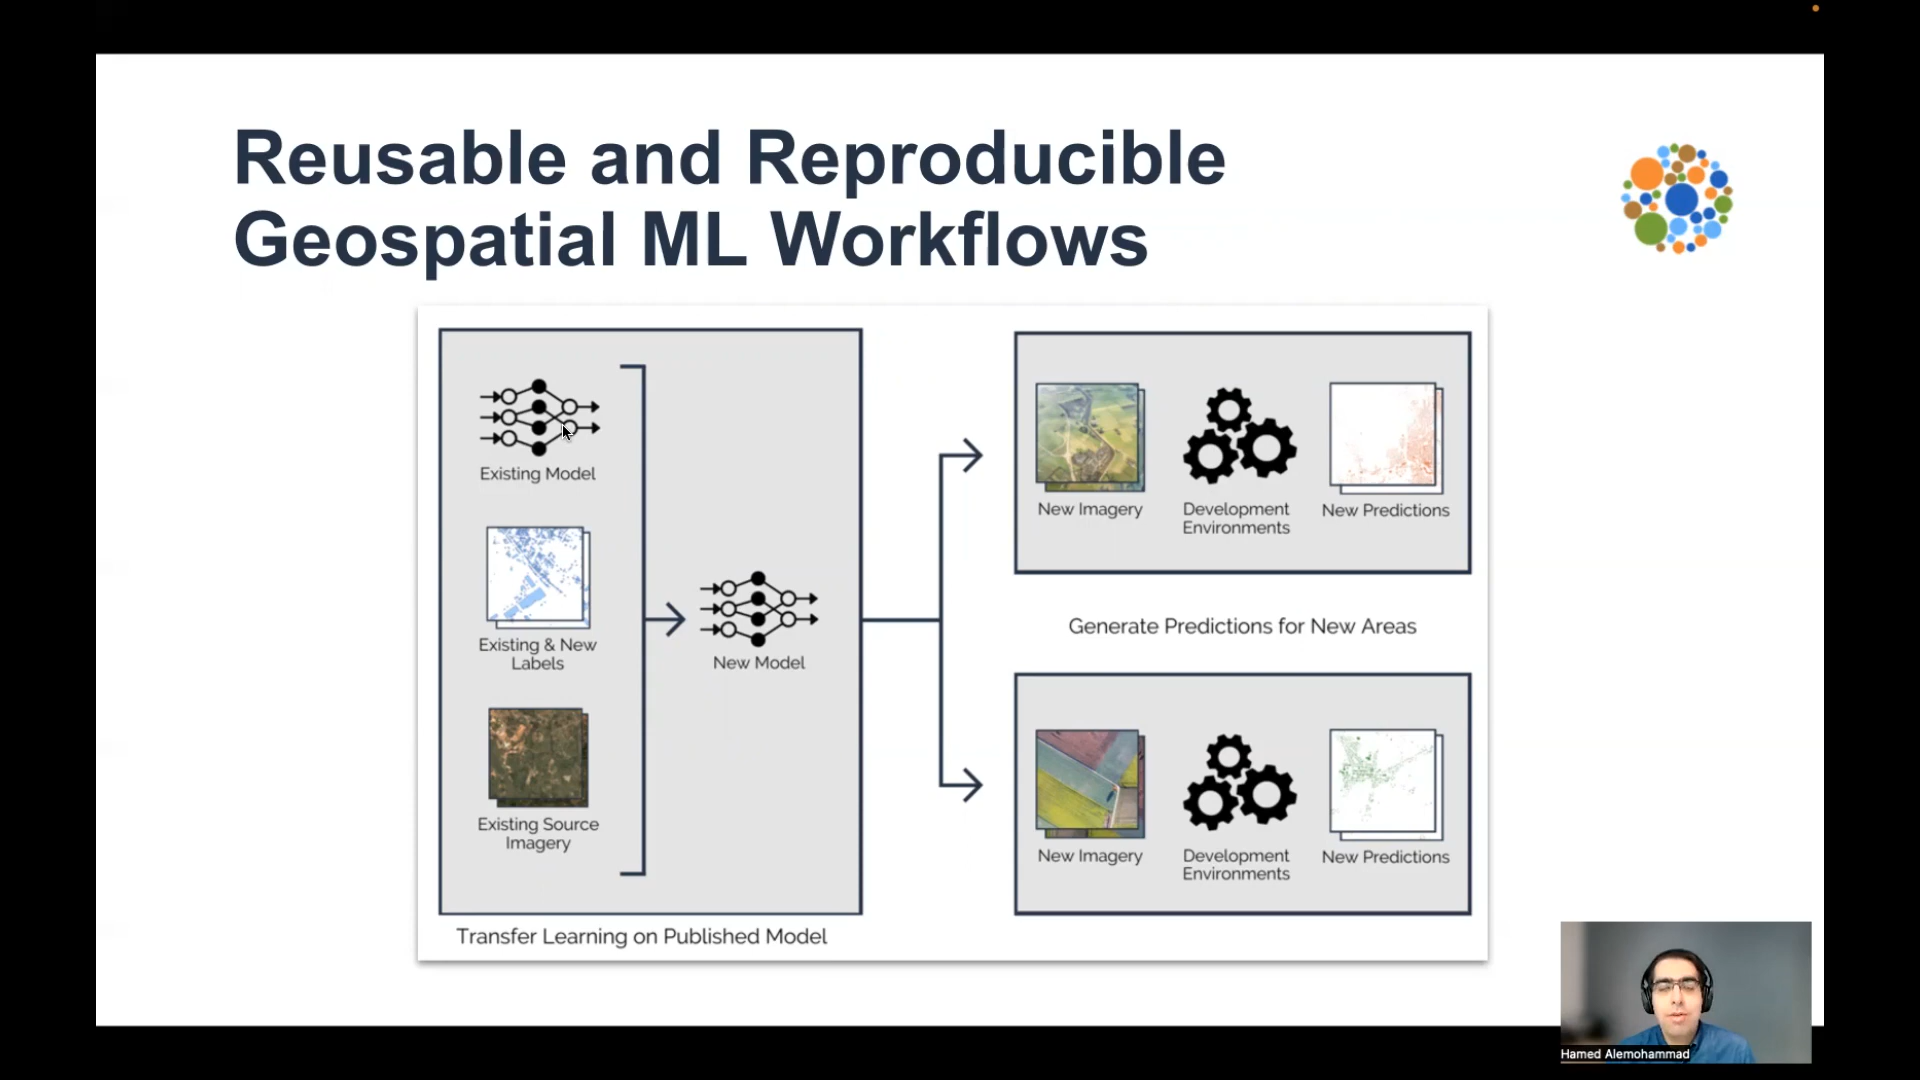 Reusable and Reproducible
Geospatial ML Workflows
Existing Model
Existing & New
Labels
Existing Source
Imagery
New Model
Transfer Learning on Published Model
New Imagery
Development
Environments
New Predictions
Generate Predictions for New Areas
New Imagery
Development
Environments
New Predictions
Hamed Alemohammad